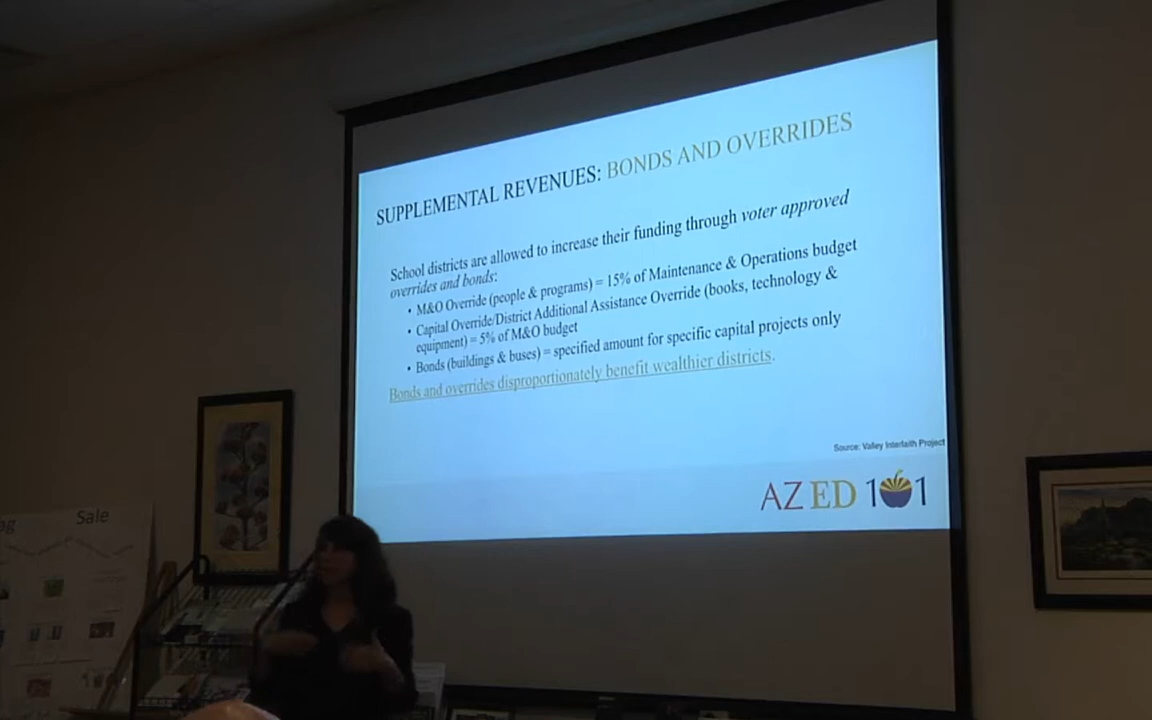 SUPPLEMENTAL REVENUES: BONDS AND OVERRIDES
School districts are allowed to increase their funding through voter approved
overrides and bonds:
• M&O Override (people & programs) = 15% of Maintenance & Operations budget
• Capital Override/District Additional Assistance Override (books, technology &
equipment) = 5% of M&O budget
• Bonds (buildings & buses) = specified amount for specific capital projects only
Bonds and overrides disproportionately benefit wealthier districts.
Source: Valley Interfaith Project
AZ ED 101
og Sale